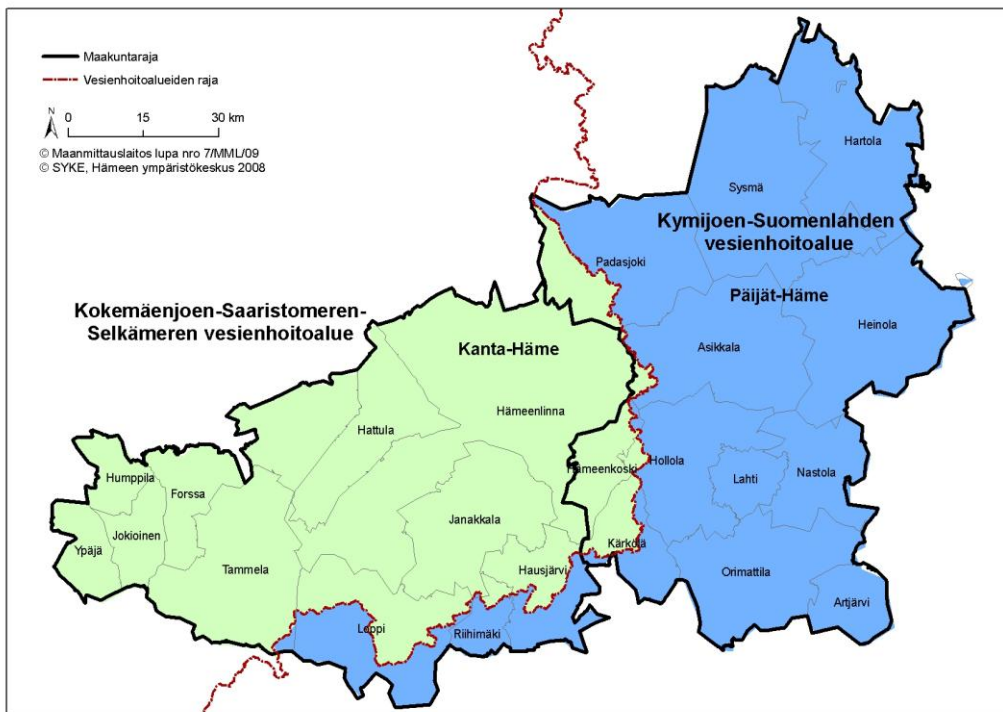 Maakuntaraja
Vesienhoitoalueiden raja
N
0 15 30 km
© Maanmittauslaitos lupa nro 7/MML/09
© SYKE, Hämeen ympäristökeskus 2008
Hartola
Sysmä
Kymijoen-Suomenlahden
vesienhoitoalue
Padasjoki
Päijät-Häme
Kokemäenjoen-Saaristomeren-
Selkämeren vesienhoitoalue
Heinola
Kanta-Häme
Asikkala
Hämeenlinna
Hattula
Hämeenkoski
Hollola
Lahti
Nastola
Humppila
Forssa
Janakkala
Jokioinen
Ypäjä
Kärkölä
Tammela
Hausjärvi
Orimattila
Artjärvi
Loppi
Riihimäki